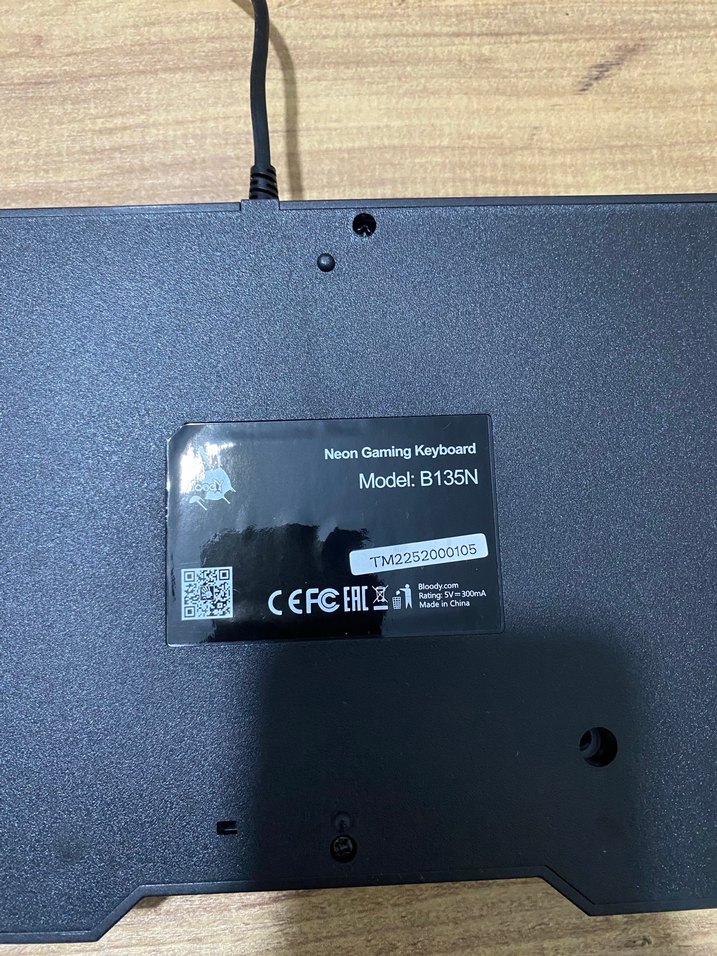 Neon Gaming Keyboard
Model: B135N
TM2252000105
CE FC EAC
Bloody.com
Rating: 5V⎓300mA
Made in China